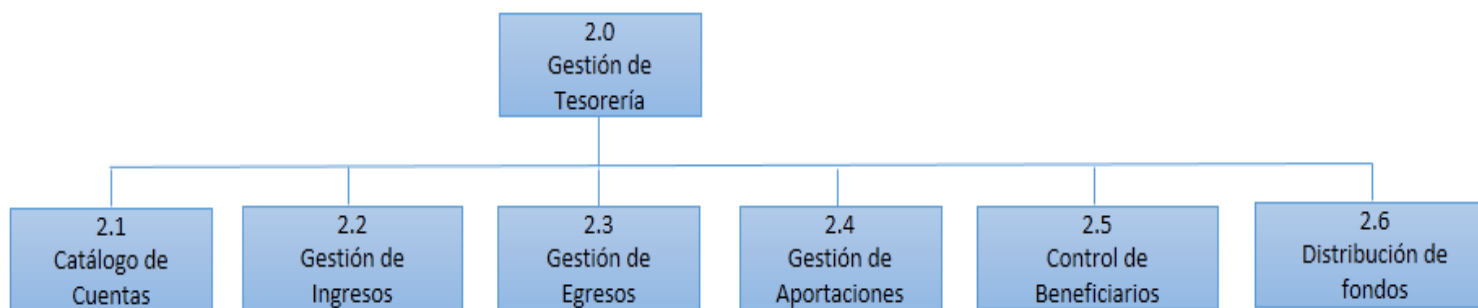 2.0
Gestión de
Tesorería
2.1
Catálogo de
Cuentas
2.2
Gestión de
Ingresos
2.3
Gestión de
Egresos
2.4
Gestión de
Aportaciones
2.5
Control de
Beneficiarios
2.6
Distribución de
fondos